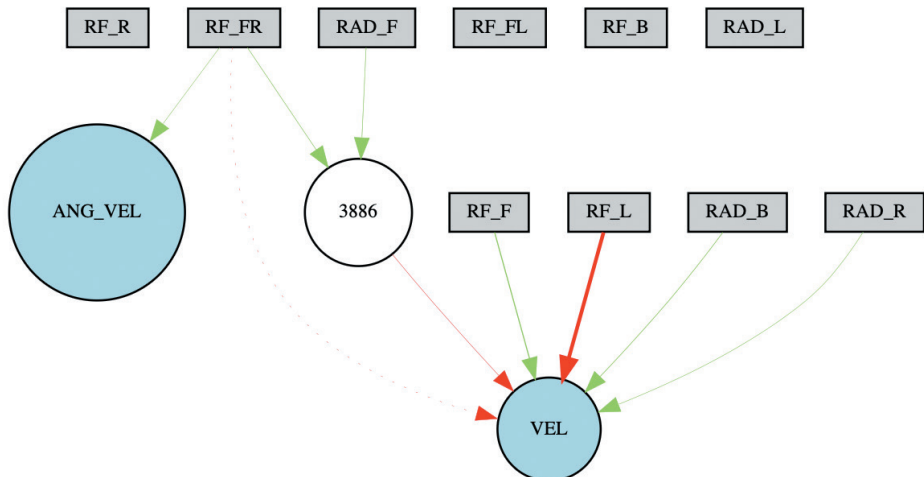 RF_R
RF_FR
RAD_F
RF_FL
RF_B
RAD_L
ANG_VEL
3886
RF_F
RF_L
RAD_B
RAD_R
VEL